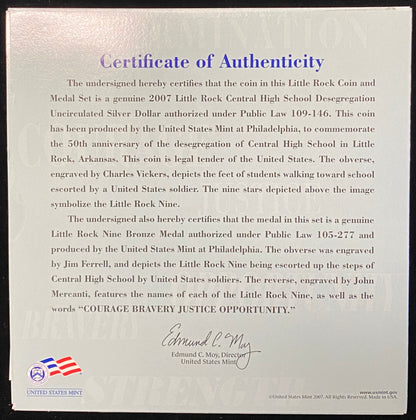 Certificate of Authenticity
The undersigned hereby certifies that the coin in this Little Rock Coin and
Medal Set is a genuine 2007 Little Rock Central High School Desegregation
Uncirculated Silver Dollar authorized under Public Law 109-146. This coin
has been produced by the United States Mint at Philadelphia, to commemorate
the 50th anniversary of the desegregation of Central High School in Little
Rock, Arkansas. This coin is legal tender of the United States. The obverse,
engraved by Charles Vickers, depicts the feet of students walking toward school
escorted by a United States soldier. The nine stars depicted above the image
symbolize the Little Rock Nine.
The undersigned also hereby certifies that the medal in this set is a genuine
Little Rock Nine Bronze Medal authorized under Public Law 105-277 and
produced by the United States Mint at Philadelphia. The obverse was engraved
by Jim Ferrell, and depicts the Little Rock Nine being escorted up the steps of
Central High School by United States soldiers. The reverse, engraved by John
Mercanti, features the names of each of the Little Rock Nine, as well as the
words "COURAGE BRAVERY JUSTICE OPPORTUNITY."
Edmund C. Moy
Edmund C. Moy, Director
United States Mint
UNITED STATES MINT
www.usmint.gov
©United States Mint 2007. All Rights Reserved. Made in USA.